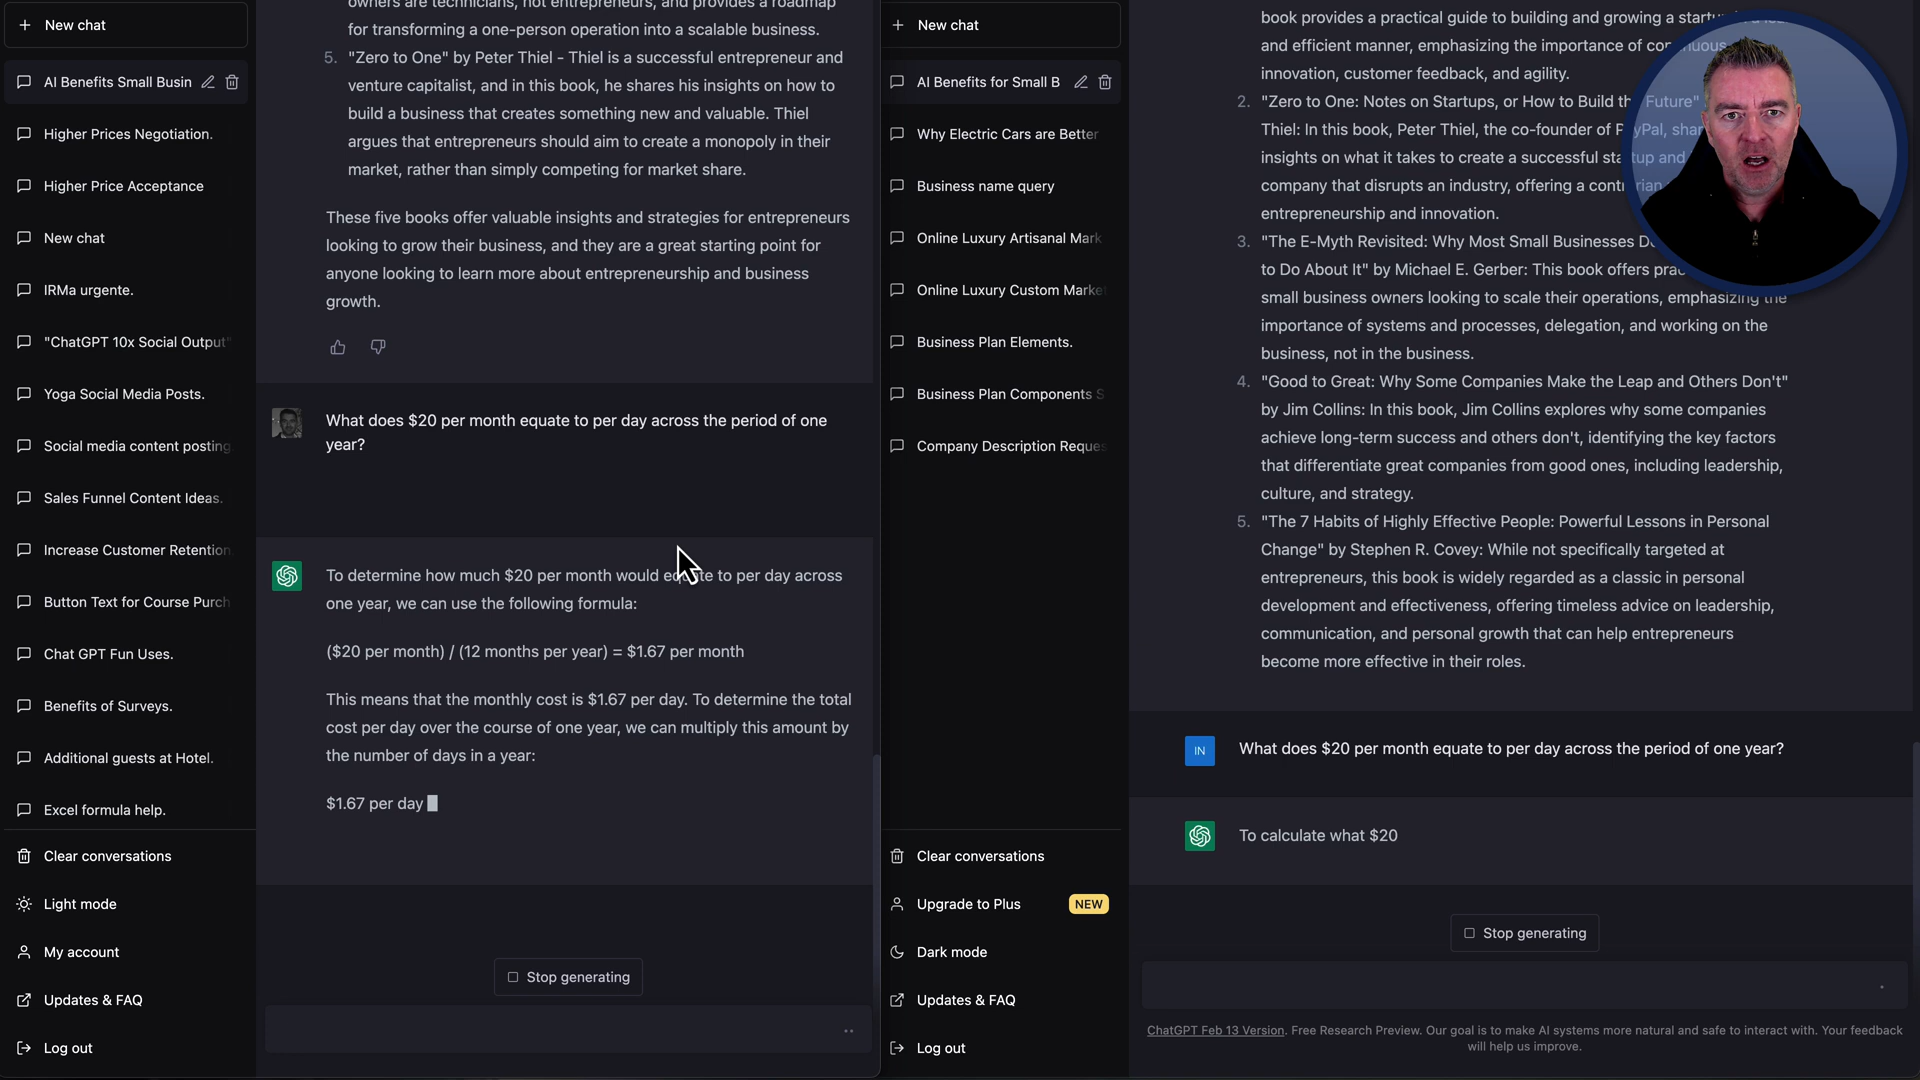 New chat
AI Benefits Small Busin
Higher Prices Negotiation.
Higher Price Acceptance
New chat
IRMa urgente.
"ChatGPT 10x Social Output"
Yoga Social Media Posts.
Social media content posting
Sales Funnel Content Ideas.
Increase Customer Retention
Button Text for Course Purch
Chat GPT Fun Uses.
Benefits of Surveys.
Additional guests at Hotel.
Excel formula help.
Clear conversations
Light mode
My account
Updates & FAQ
Log out
owners are technicians, not entrepreneurs, and provides a roadmap
for transforming a one-person operation into a scalable business.
5. "Zero to One" by Peter Thiel - Thiel is a successful entrepreneur and
venture capitalist, and in this book, he shares his insights on how to
build a business that creates something new and valuable. Thiel
argues that entrepreneurs should aim to create a monopoly in their
market, rather than simply competing for market share.
These five books offer valuable insights and strategies for entrepreneurs
looking to grow their business, and they are a great starting point for
anyone looking to learn more about entrepreneurship and business
growth.
What does $20 per month equate to per day across the period of one
year?
To determine how much $20 per month would equate to per day across
one year, we can use the following formula:
($20 per month) / (12 months per year) = $1.67 per month
This means that the monthly cost is $1.67 per day. To determine the total
cost per day over the course of one year, we can multiply this amount by
the number of days in a year:
$1.67 per day
Stop generating
New chat
AI Benefits for Small B
Why Electric Cars are Better
Business name query
Online Luxury Artisanal Mark
Online Luxury Custom Market
Business Plan Elements.
Business Plan Components S
Company Description Reques
Clear conversations
Upgrade to Plus
NEW
Dark mode
Updates & FAQ
Log out
book provides a practical guide to building and growing a startup
and efficient manner, emphasizing the importance of continuous
innovation, customer feedback, and agility.
2. "Zero to One: Notes on Startups, or How to Build the Future"
Thiel: In this book, Peter Thiel, the co-founder of PayPal,
insights on what it takes to create a successful startup and
company that disrupts an industry, offering a contrarian
entrepreneurship and innovation.
3. "The E-Myth Revisited: Why Most Small Businesses
to Do About It" by Michael E. Gerber: This book offers
small business owners looking to scale their operations, emphasizing the
importance of systems and processes, delegation, and working on the
business, not in the business.
4. "Good to Great: Why Some Companies Make the Leap and Others Don't"
by Jim Collins: In this book, Jim Collins explores why some companies
achieve long-term success and others don't, identifying the key factors
that differentiate great companies from good ones, including leadership,
culture, and strategy.
5. "The 7 Habits of Highly Effective People: Powerful Lessons in Personal
Change" by Stephen R. Covey: While not specifically targeted at
entrepreneurs, this book is widely regarded as a classic in personal
development and effectiveness, offering timeless advice on leadership,
communication, and personal growth that can help entrepreneurs
become more effective in their roles.
IN
What does $20 per month equate to per day across the period of one year?
To calculate what $20
Stop generating
ChatGPT Feb 13 Version. Free Research Preview. Our goal is to make AI systems more natural and safe to interact with. Your feedback
will help us improve.